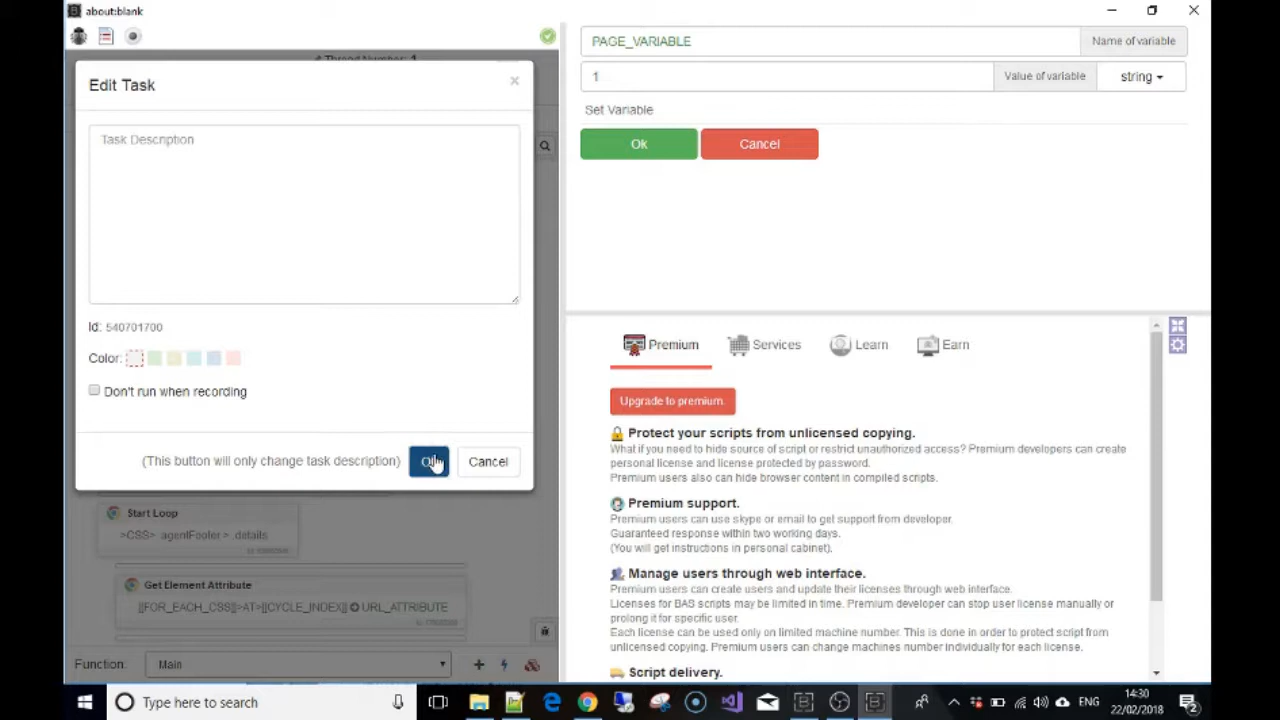 about:blank
Thread Number: 1
Edit Task
×
Task Description
Id: 540701700
Color:
Don't run when recording
(This button will only change task description)
Cancel
Start Loop
>CSS> .agentFooter > .details
Get Element Attribute
[[FOR_EACH_CSS]]>AT>[[CYCLE_INDEX]] URL_ATTRIBUTE
Function: Main
PAGE_VARIABLE Name of variable
1 Value of variable string
Set Variable
Ok Cancel
Premium Services Learn Earn
Upgrade to premium.
Protect your scripts from unlicensed copying.
What if you need to hide source of script or restrict unauthorized access? Premium developers can create
personal license and license protected by password.
Premium users also can hide browser content in compiled scripts.
Premium support.
Premium users can use skype or email to get support from developer.
Guaranteed response within two working days.
(You will get instructions in personal cabinet).
Manage users through web interface.
Premium users can create users and update their licenses through web interface.
Licenses for BAS scripts may be limited in time. Premium developer can stop user license manually or
prolong it for specific user.
Each license can be used only on limited machine number. This is done in order to protect script from
unlicensed copying. Premium users can change machines number individually for each license.
Script delivery.
Type here to search
ENG
14:30
22/02/2018
2